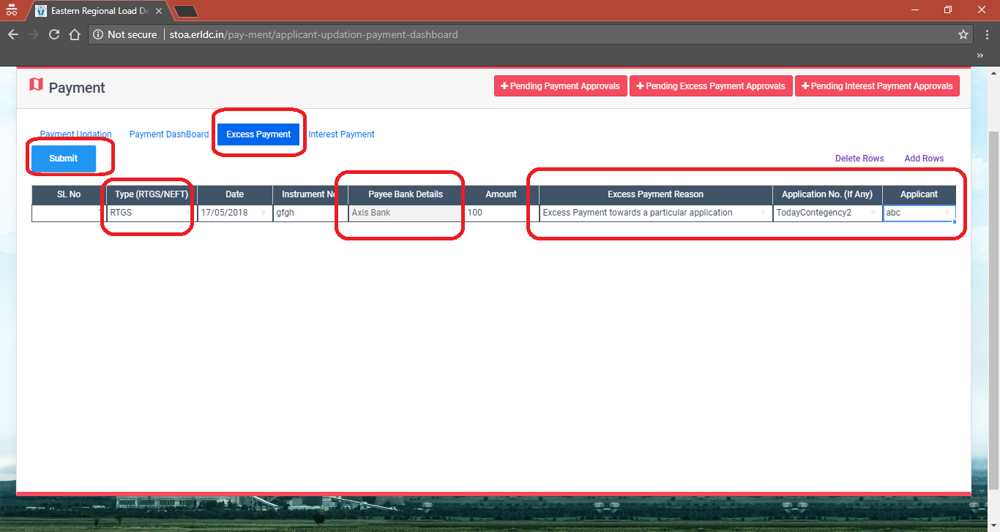 Eastern Regional Load De
Not secure stoa.erldc.in/pay-ment/applicant-updation-payment-dashboard
Payment
Pending Payment Approvals Pending Excess Payment Approvals Pending Interest Payment Approvals
Payment Updation Payment DashBoard Excess Payment Interest Payment
Submit Delete Rows Add Rows
SL No Type (RTGS/NEFT) Date Instrument No Payee Bank Details Amount Excess Payment Reason Application No. (If Any) Applicant
1 RTGS 17/05/2018 gfgh Axis Bank 100 Excess Payment towards a particular application TodayContegency2 abc